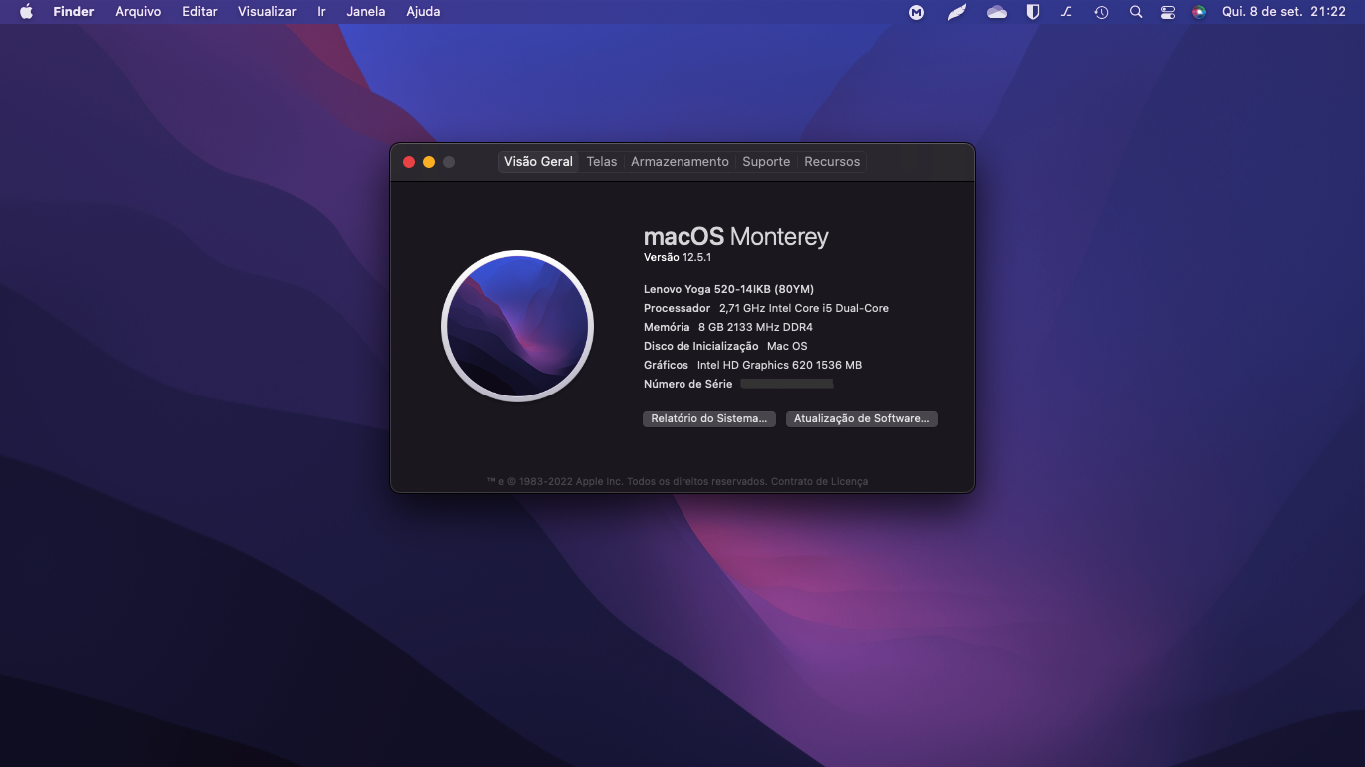 Finder Arquivo Editar Visualizar Ir Janela Ajuda Qui. 8 de set. 21:22
Visão Geral Telas Armazenamento Suporte Recursos
macOS Monterey
Versão 12.5.1
Lenovo Yoga 520-14IKB (80YM)
Processador 2,71 GHz Intel Core i5 Dual-Core
Memória 8 GB 2133 MHz DDR4
Disco de Inicialização Mac OS
Gráficos Intel HD Graphics 620 1536 MB
Número de Série
Relatório do Sistema... Atualização de Software...
™ e © 1983-2022 Apple Inc. Todos os direitos reservados. Contrato de Licença